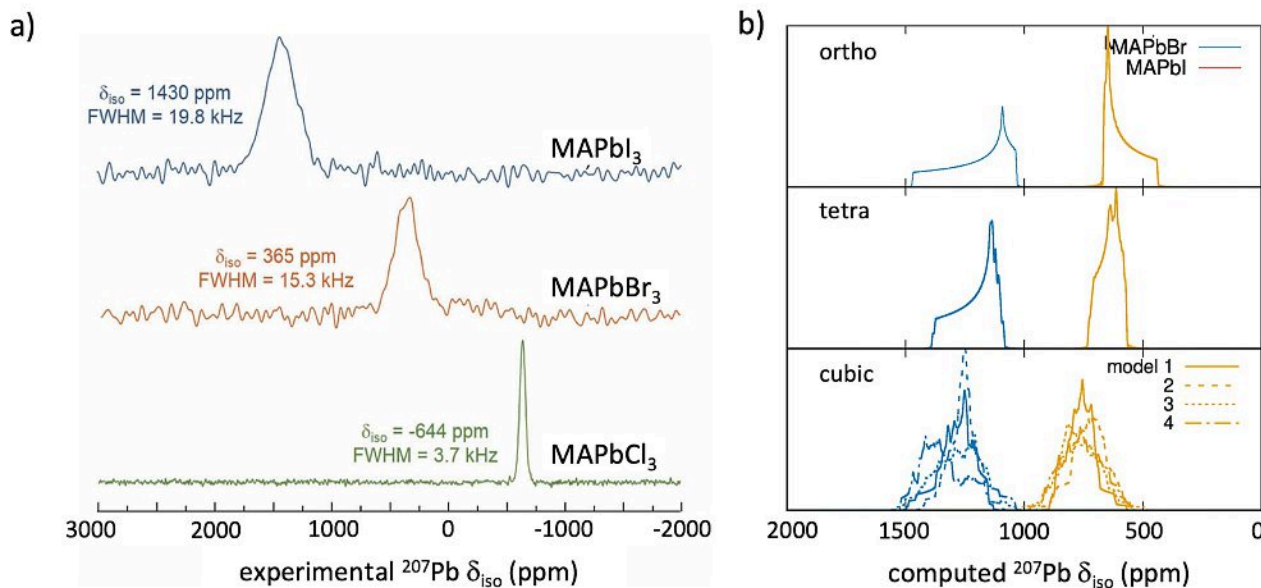 a)
δiso = 1430 ppm
FWHM = 19.8 kHz
MAPbI₃
δiso = 365 ppm
FWHM = 15.3 kHz
MAPbBr₃
δiso = -644 ppm
FWHM = 3.7 kHz
MAPbCl₃
3000 2000 1000 0 -1000 -2000
experimental ²⁰⁷Pb δiso (ppm)
b)
ortho
MAPbBr
MAPbI
tetra
cubic
model 1
2
3
4
2000 1500 1000 500 0
computed ²⁰⁷Pb δiso (ppm)